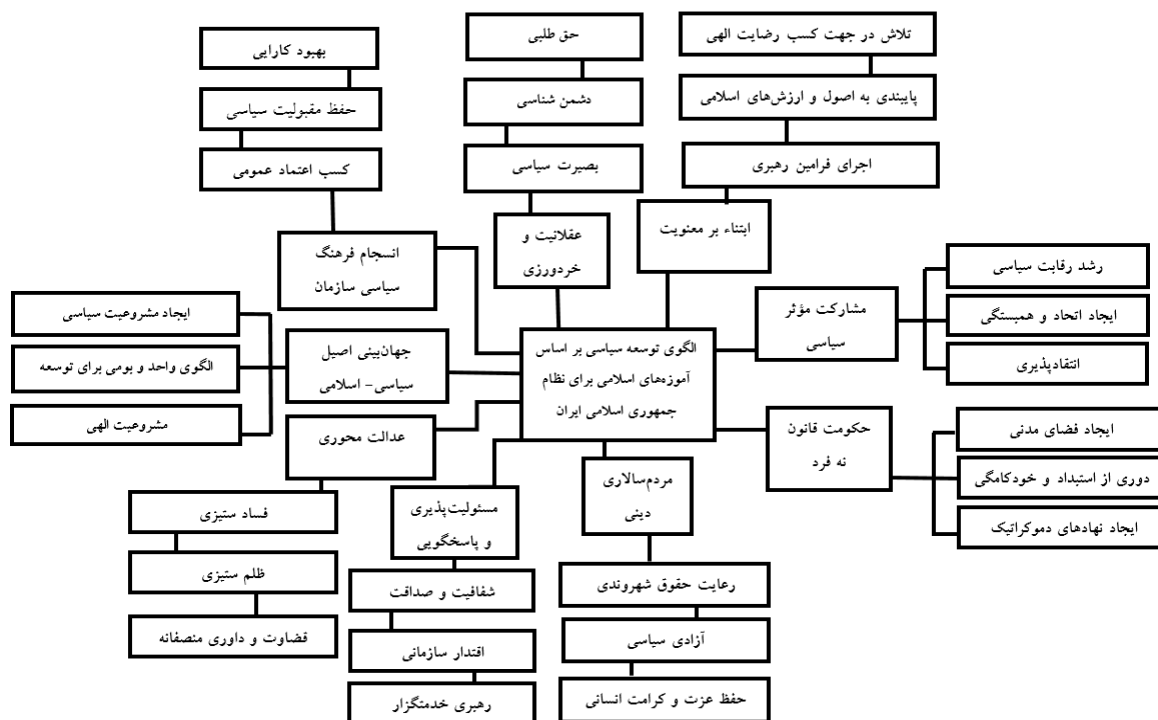 تلاش در جهت کسب رضایت الهی
پایبندی به اصول و ارزش‌های اسلامی
اجرای فرامین رهبری
ابتناء بر معنویت
حق طلبی
دشمن شناسی
بصیرت سیاسی
عقلانیت و
خردورزی
بهبود کارایی
حفظ مقبولیت سیاسی
کسب اعتماد عمومی
انسجام فرهنگ
سیاسی سازمان
رشد رقابت سیاسی
ایجاد اتحاد و همبستگی
انتقادپذیری
مشارکت مؤثر
سیاسی
الگوی توسعه سیاسی بر اساس
آموزه‌های اسلامی برای نظام
جمهوری اسلامی ایران
جهان‌بینی اصیل
سیاسی- اسلامی
ایجاد مشروعیت سیاسی
الگوی واحد و بومی برای توسعه
مشروعیت الهی
حکومت قانون
نه فرد
ایجاد فضای مدنی
دوری از استبداد و خودکامگی
ایجاد نهادهای دموکراتیک
مردم‌سالاری
دینی
رعایت حقوق شهروندی
آزادی سیاسی
حفظ عزت و کرامت انسانی
مسئولیت‌پذیری
و پاسخگویی
شفافیت و صداقت
اقتدار سازمانی
رهبری خدمتگزار
عدالت محوری
فساد ستیزی
ظلم ستیزی
قضاوت و داوری منصفانه